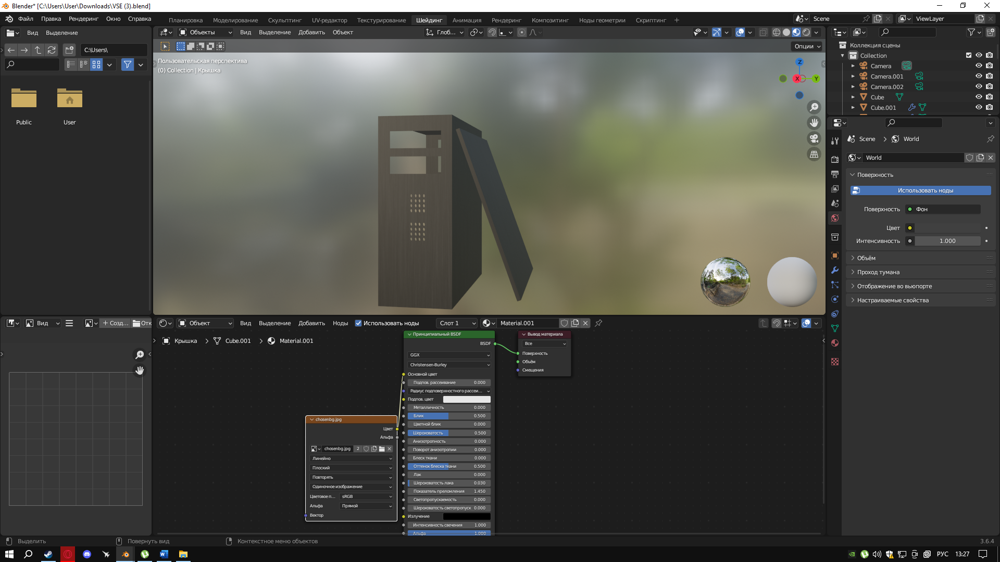 Blender* [C:\Users\User\Downloads\VSE (3).blend]
Файл Правка Рендеринг Окно Справка
Планировка Моделирование Скульптинг UV-редактор Текстурирование Шейдинг Анимация Рендеринг Композитинг Ноды геометрии Скриптинг +
Scene
ViewLayer
Вид Выделение
C:\Users\
Public
User
Объекты
Вид Выделение Добавить Объект
Глоб...
Опции
Пользовательская перспектива
(0) Collection | Крышка
Z
X
Y
Коллекция сцены
Collection
Camera
Camera.001
Camera.002
Cube
Cube.001
Scene
World
World
Поверхность
Использовать ноды
Поверхность Фон
Цвет
Интенсивность 1.000
Объём
Проход тумана
Отображение во вьюпорте
Настраиваемые свойства
Вид
+ Созд...
Отк
Объект
Вид Выделение Добавить Ноды Использовать ноды
Слот 1
Material.001
Крышка > Cube.001 > Material.001
chosenbg.jpg
Цвет
Альфа
chosenbg.jpg 2
Линейно
Плоский
Повторять
Одиночное изображение
Цветовое п... sRGB
Альфа Прямой
Вектор
Принципиальный BSDF
BSDF
GGX
Christensen-Burley
Основной цвет
Подпов. рассеивание 0.000
Радиус подповерхностного рассеи...
Подпов. цвет
Металличность 0.000
Блик 0.500
Цветной блик 0.000
Шероховатость 0.500
Анизотропность 0.000
Поворот анизотропии 0.000
Блеск ткани 0.000
Оттенок блеска ткани 0.500
Лак 0.000
Шероховатость лака 0.030
Показатель преломления 1.450
Светопропускаемость 0.000
Шероховатость светопропуск 0.000
Излучение
Интенсивность свечения 1.000
Альфа 1.000
Вывод материала
Все
Поверхность
Объём
Смещения
Выделить
Повернуть вид
Контекстное меню объектов
3.6.4
РУС
13:27